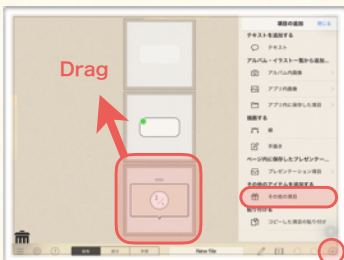 項目の追加
閉じる
テキストを追加する
テキスト
アルバム・イラスト一覧から追加...
アルバム内画像
アプリ内画像
アプリ内に保存した項目
描画する
線
手描き
ページ内に保存したプレゼンテー...
プレゼンテーション項目
その他のアイテムを追加する
その他の項目
貼り付ける
コピーした項目の貼り付け
Drag
New file